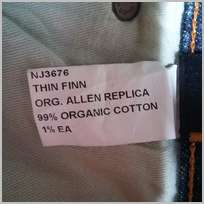 NJ3676
THIN FINN
ORG. ALLEN REPLICA
99% ORGANIC COTTON
1% EA